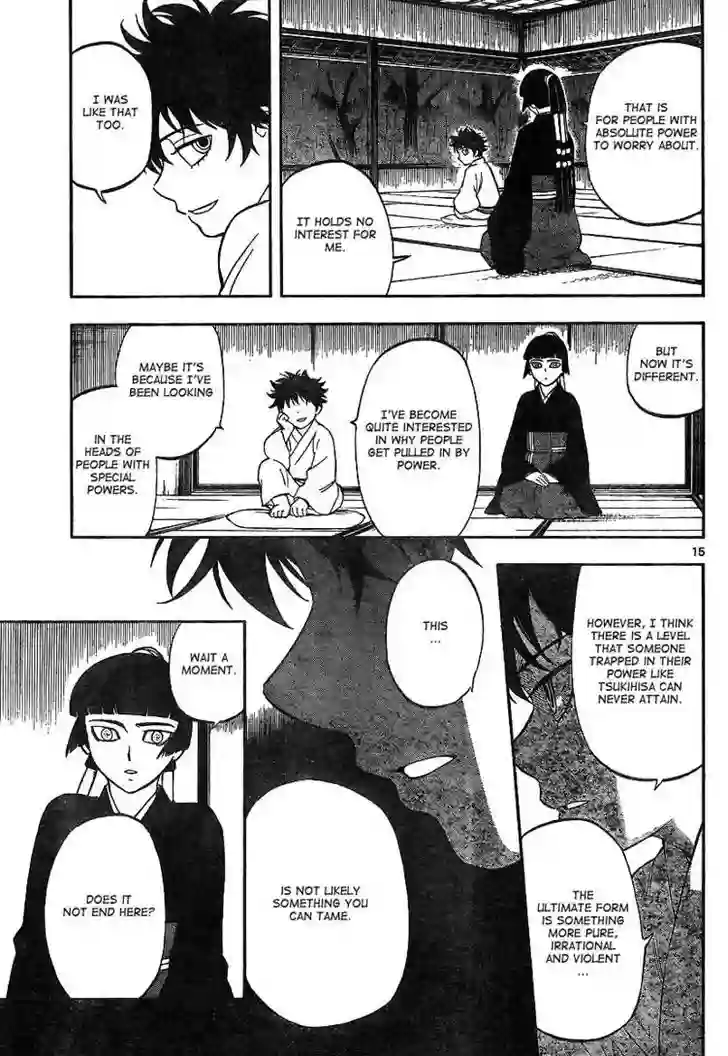 THAT IS
FOR PEOPLE WITH
ABSOLUTE POWER
TO WORRY ABOUT.
IT HOLDS NO
INTEREST FOR
ME.
I WAS
LIKE THAT
TOO.
BUT
NOW IT'S
DIFFERENT.
I'VE BECOME
QUITE INTERESTED
IN WHY PEOPLE
GET PULLED IN BY
POWER.
MAYBE IT'S
BECAUSE I'VE
BEEN LOOKING
IN THE
HEADS OF
PEOPLE WITH
SPECIAL
POWERS.
15
HOWEVER, I THINK
THERE IS A LEVEL
THAT SOMEONE
TRAPPED IN THEIR
POWER LIKE
TSUKIHISA CAN
NEVER ATTAIN.
THE
ULTIMATE FORM
IS SOMETHING
MORE PURE,
IRRATIONAL
AND VIOLENT
...
THIS
...
IS NOT LIKELY
SOMETHING YOU
CAN TAME.
WAIT A
MOMENT.
DOES IT
NOT END HERE?